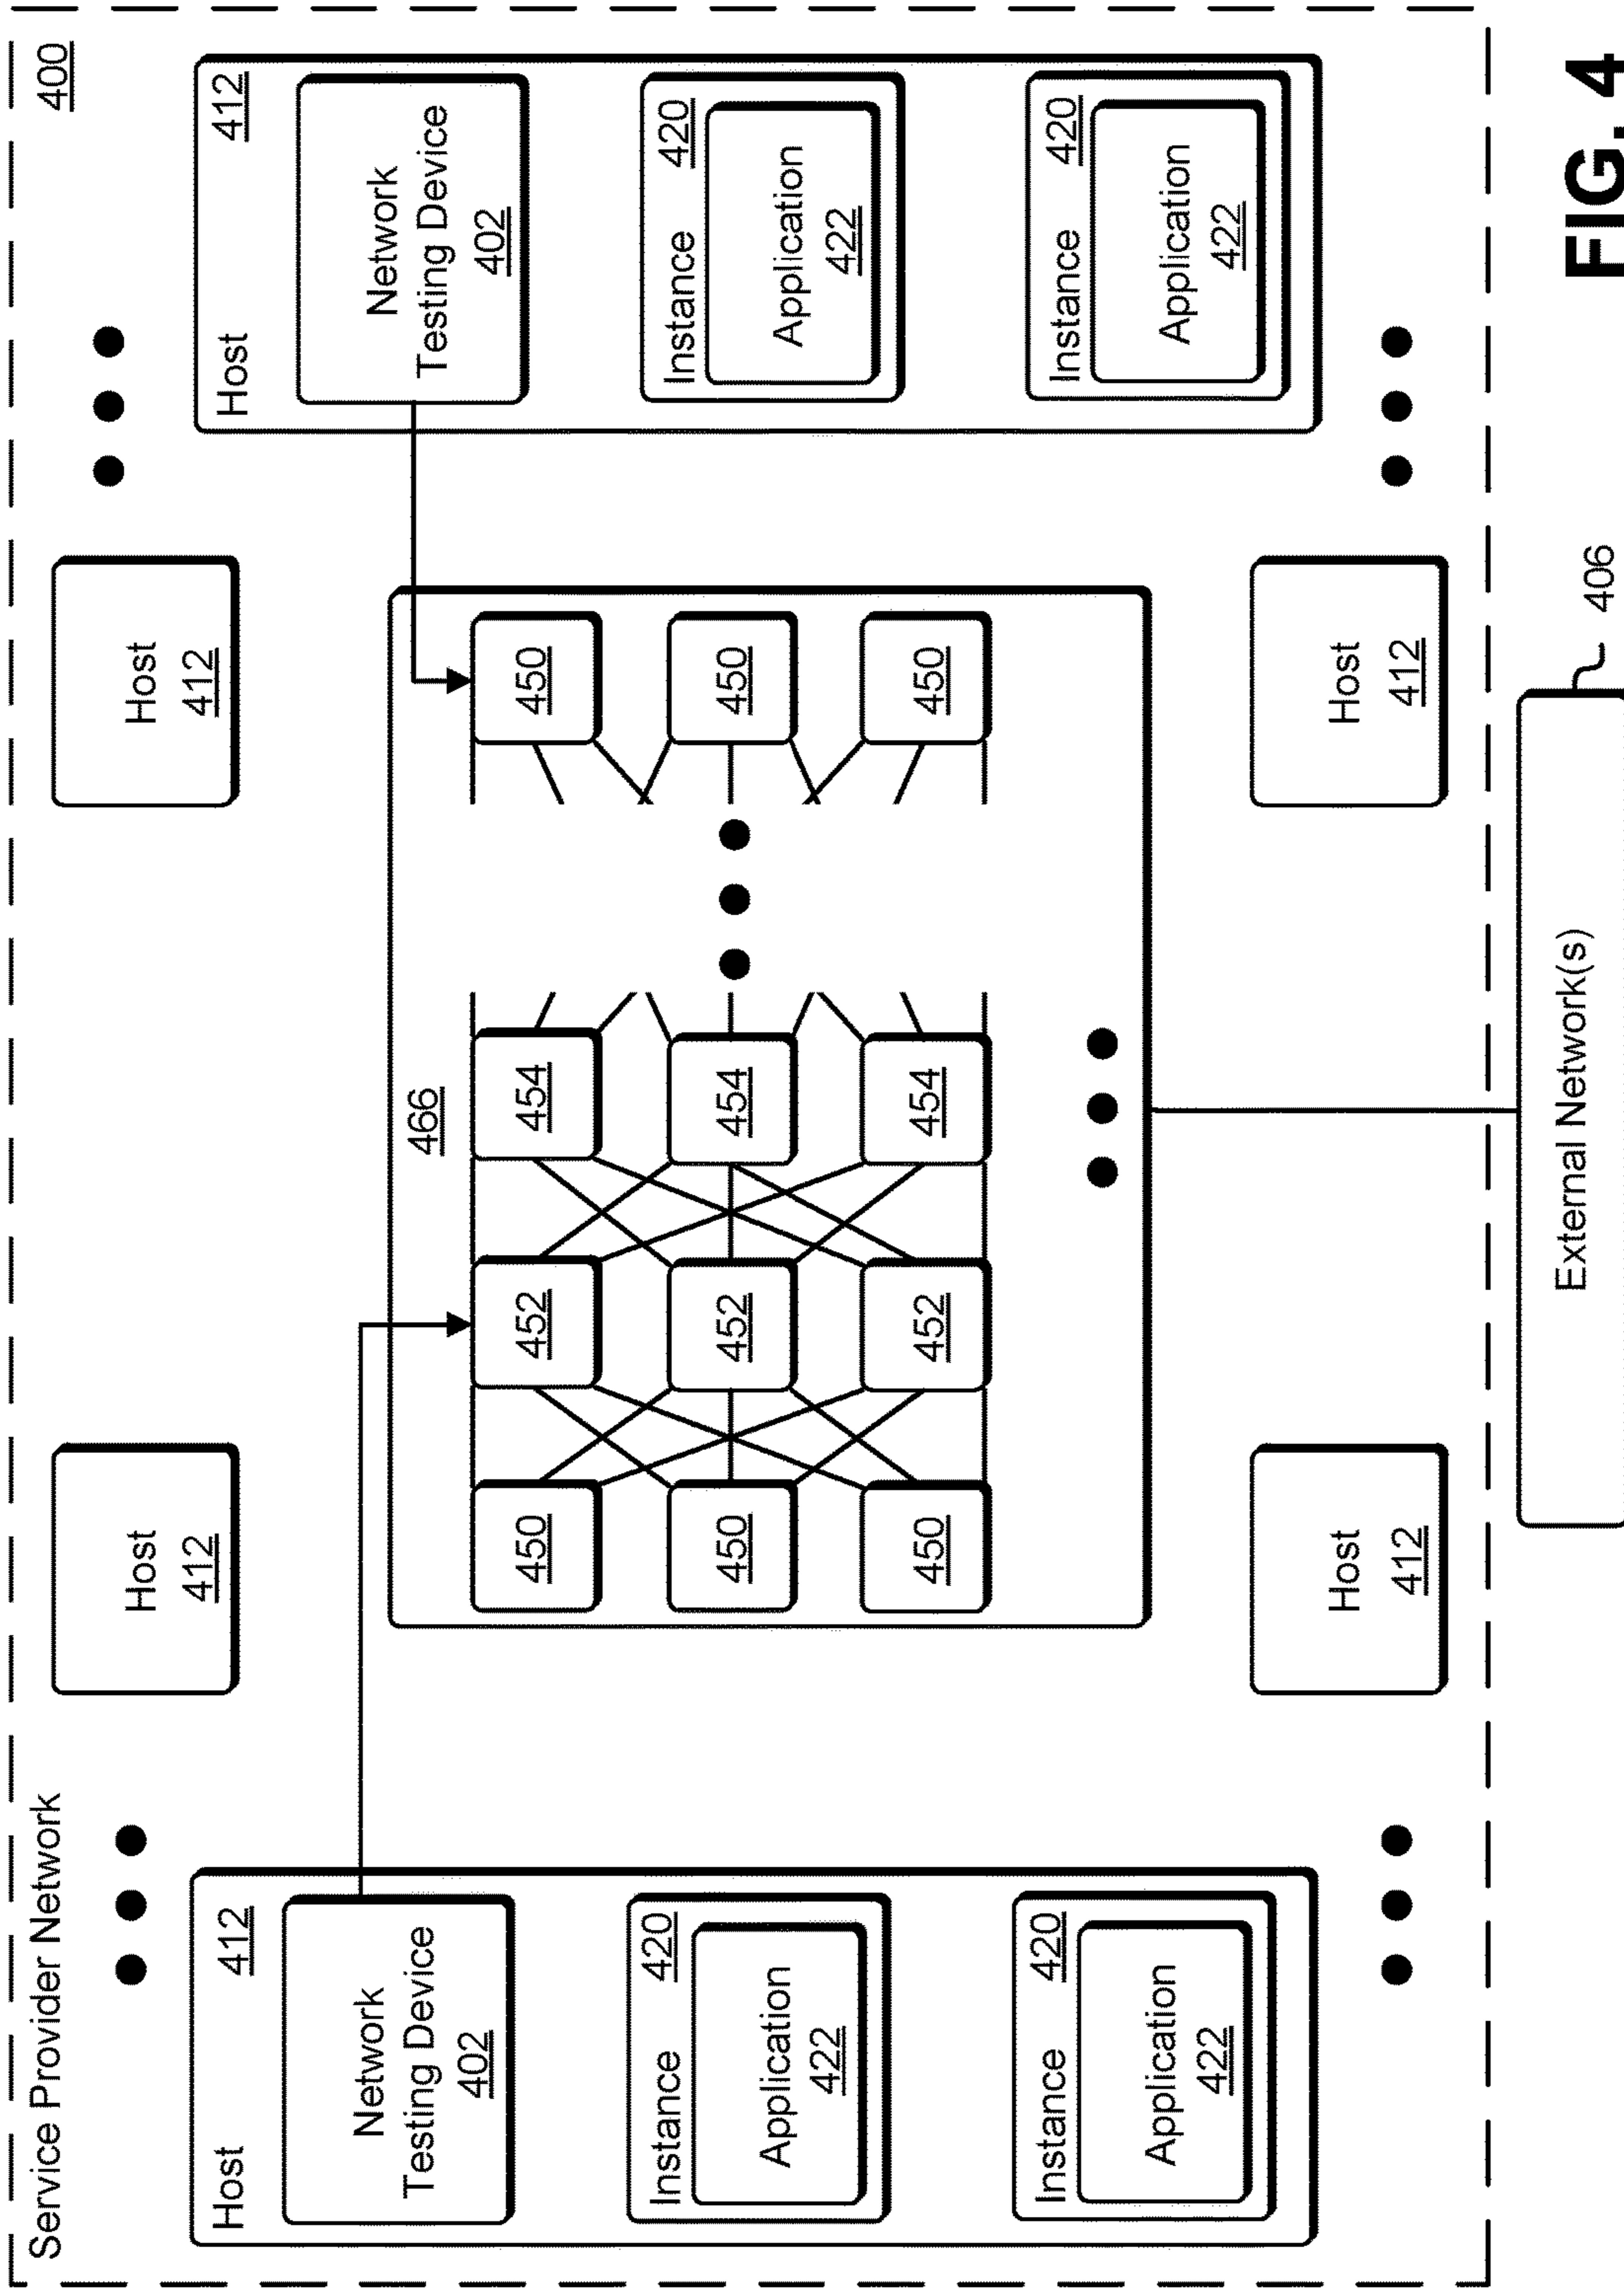 Service Provider Network
400
Host
412
Host
412
Host
412
Network
Testing Device
402
Instance
420
Application
422
Instance
420
Application
422
466
450
452
454
450
450
452
454
450
450
452
454
450
Host
412
Network
Testing Device
402
Instance
420
Application
422
Instance
420
Application
422
Host
412
Host
412
External Network(s)
406
FIG. 4